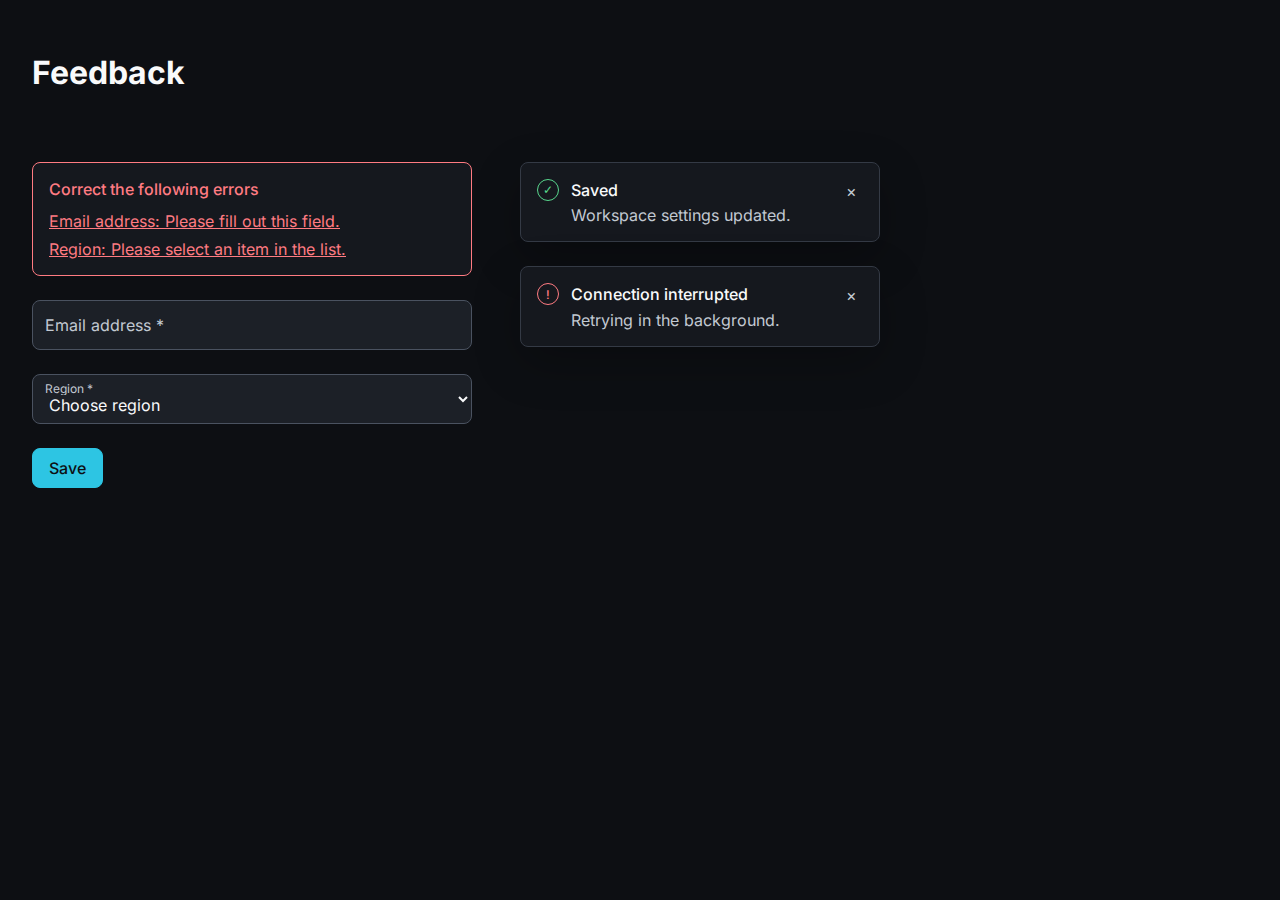 Feedback
Correct the following errors
Email address: Please fill out this field.
Region: Please select an item in the list.
Email address *
Region *
Choose region
Save
✓ Saved ×
Workspace settings updated.
! Connection interrupted ×
Retrying in the background.